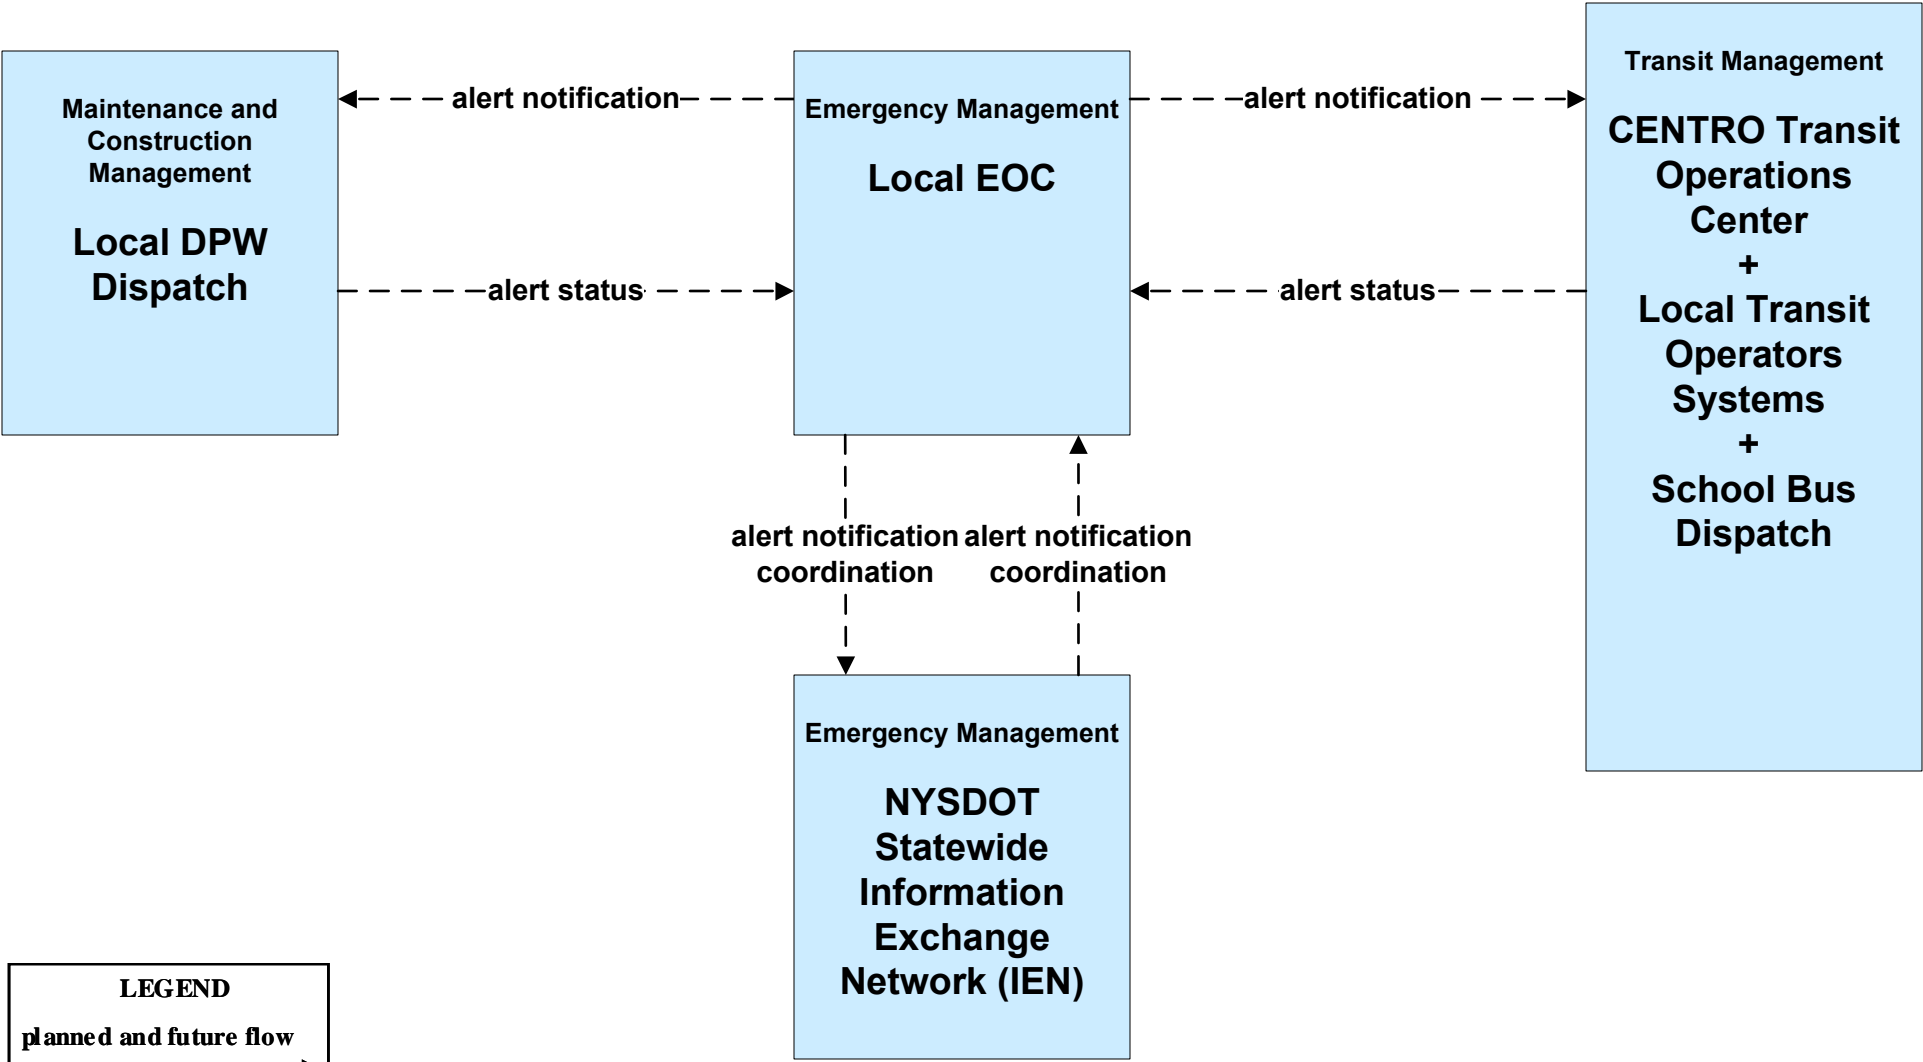 Maintenance and
Construction
Management
Local DPW
Dispatch
alert notification
alert status
Emergency Management
Local EOC
alert notification
alert status
Transit Management
CENTRO Transit
Operations
Center
+
Local Transit
Operators
Systems
+
School Bus
Dispatch
alert notification
coordination
alert notification
coordination
Emergency Management
NYSDOT
Statewide
Information
Exchange
Network (IEN)
LEGEND
planned and future flow